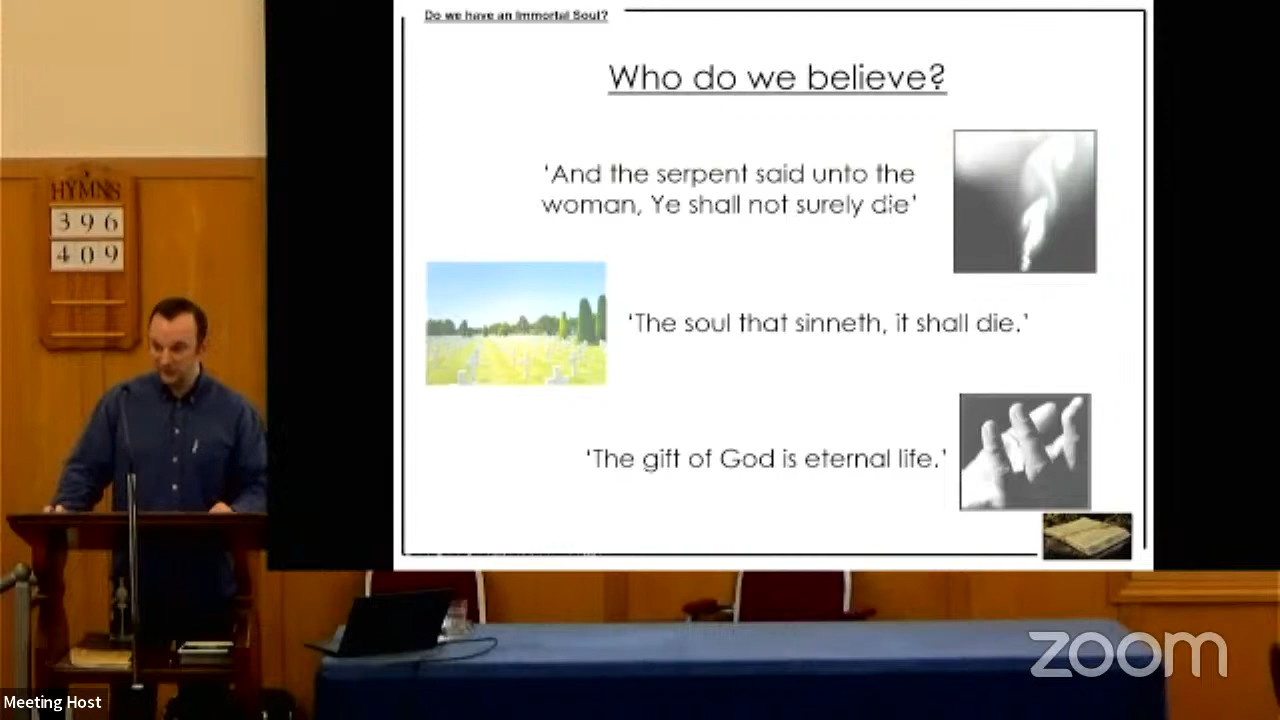 Do we have an Immortal Soul?
Who do we believe?
‘And the serpent said unto the
woman, Ye shall not surely die’
‘The soul that sinneth, it shall die.’
‘The gift of God is eternal life.’
HYMNS
396
409
zoom
Meeting Host